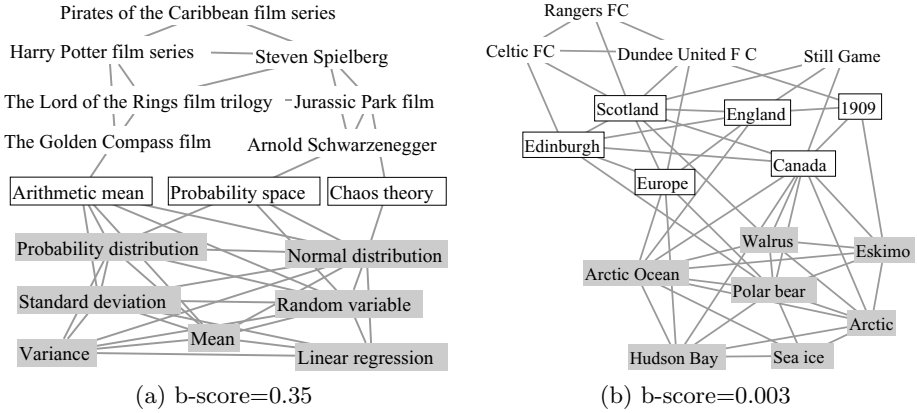 Pirates of the Caribbean film series
Harry Potter film series
Steven Spielberg
The Lord of the Rings film trilogy
Jurassic Park film
The Golden Compass film
Arnold Schwarzenegger
Arithmetic mean
Probability space
Chaos theory
Probability distribution
Normal distribution
Standard deviation
Random variable
Mean
Variance
Linear regression
(a) b-score=0.35
Rangers FC
Celtic FC
Dundee United F C
Still Game
Scotland
England
1909
Edinburgh
Canada
Europe
Walrus
Eskimo
Arctic Ocean
Polar bear
Arctic
Hudson Bay
Sea ice
(b) b-score=0.003